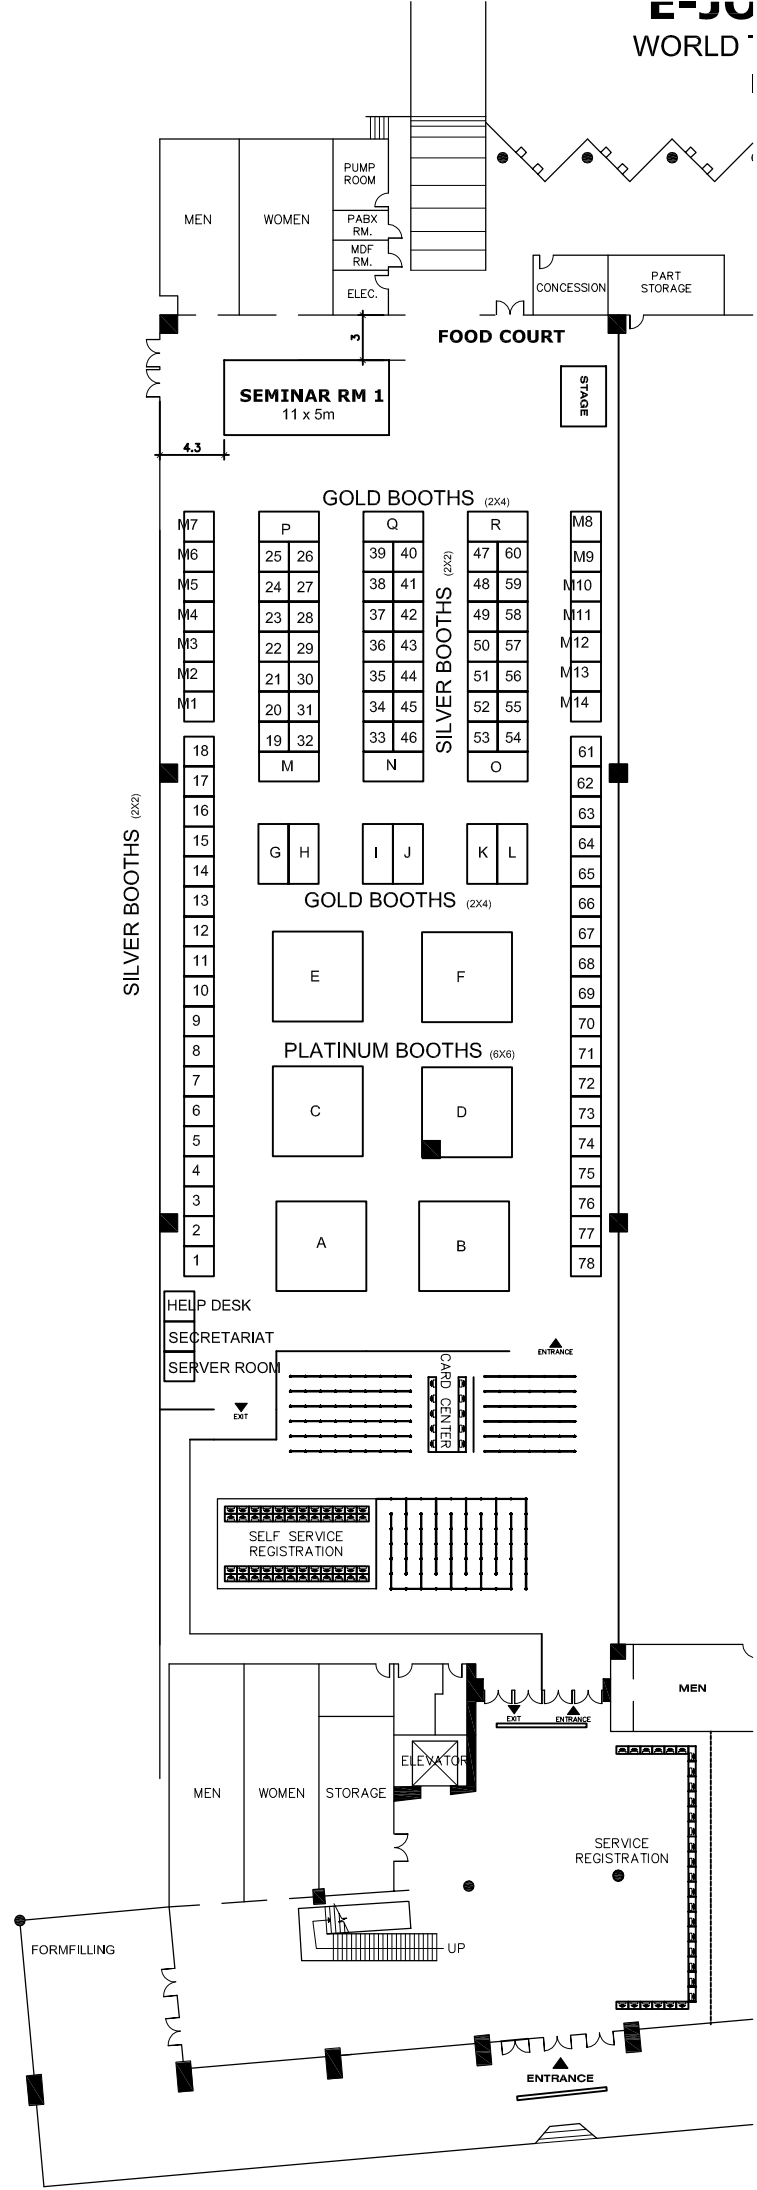 E-JO
WORLD
PUMP
ROOM
MEN
WOMEN
PABX
RM.
MDF
RM.
ELEC.
CONCESSION
PART
STORAGE
3
FOOD COURT
SEMINAR RM 1
11 x 5m
STAGE
4.3
GOLD BOOTHS (2X4)
M7 P Q R M8
M6 25 26 39 40 47 60 M9
M5 24 27 38 41 48 59 M10
M4 23 28 37 42 49 58 M11
M3 22 29 36 43 50 57 M12
M2 21 30 35 44 51 56 M13
M1 20 31 34 45 52 55 M14
19 32 33 46 53 54
SILVER BOOTHS (2X2)
18 M N O 61
17 62
16 63
15 G H I J K L 64
14 65
13 GOLD BOOTHS (2X4) 66
12 67
11 E F 68
10 69
9 70
8 PLATINUM BOOTHS (6X6) 71
7 72
6 C D 73
5 74
4 75
3 76
2 A B 77
1 78
SILVER BOOTHS (2X2)
HELP DESK
SECRETARIAT
SERVER ROOM
ENTRANCE
CARD CENTER
EXIT
SELF SERVICE
REGISTRATION
MEN
EXIT
ENTRANCE
ELEVATOR
MEN
WOMEN
STORAGE
SERVICE
REGISTRATION
FORMFILLING
UP
ENTRANCE